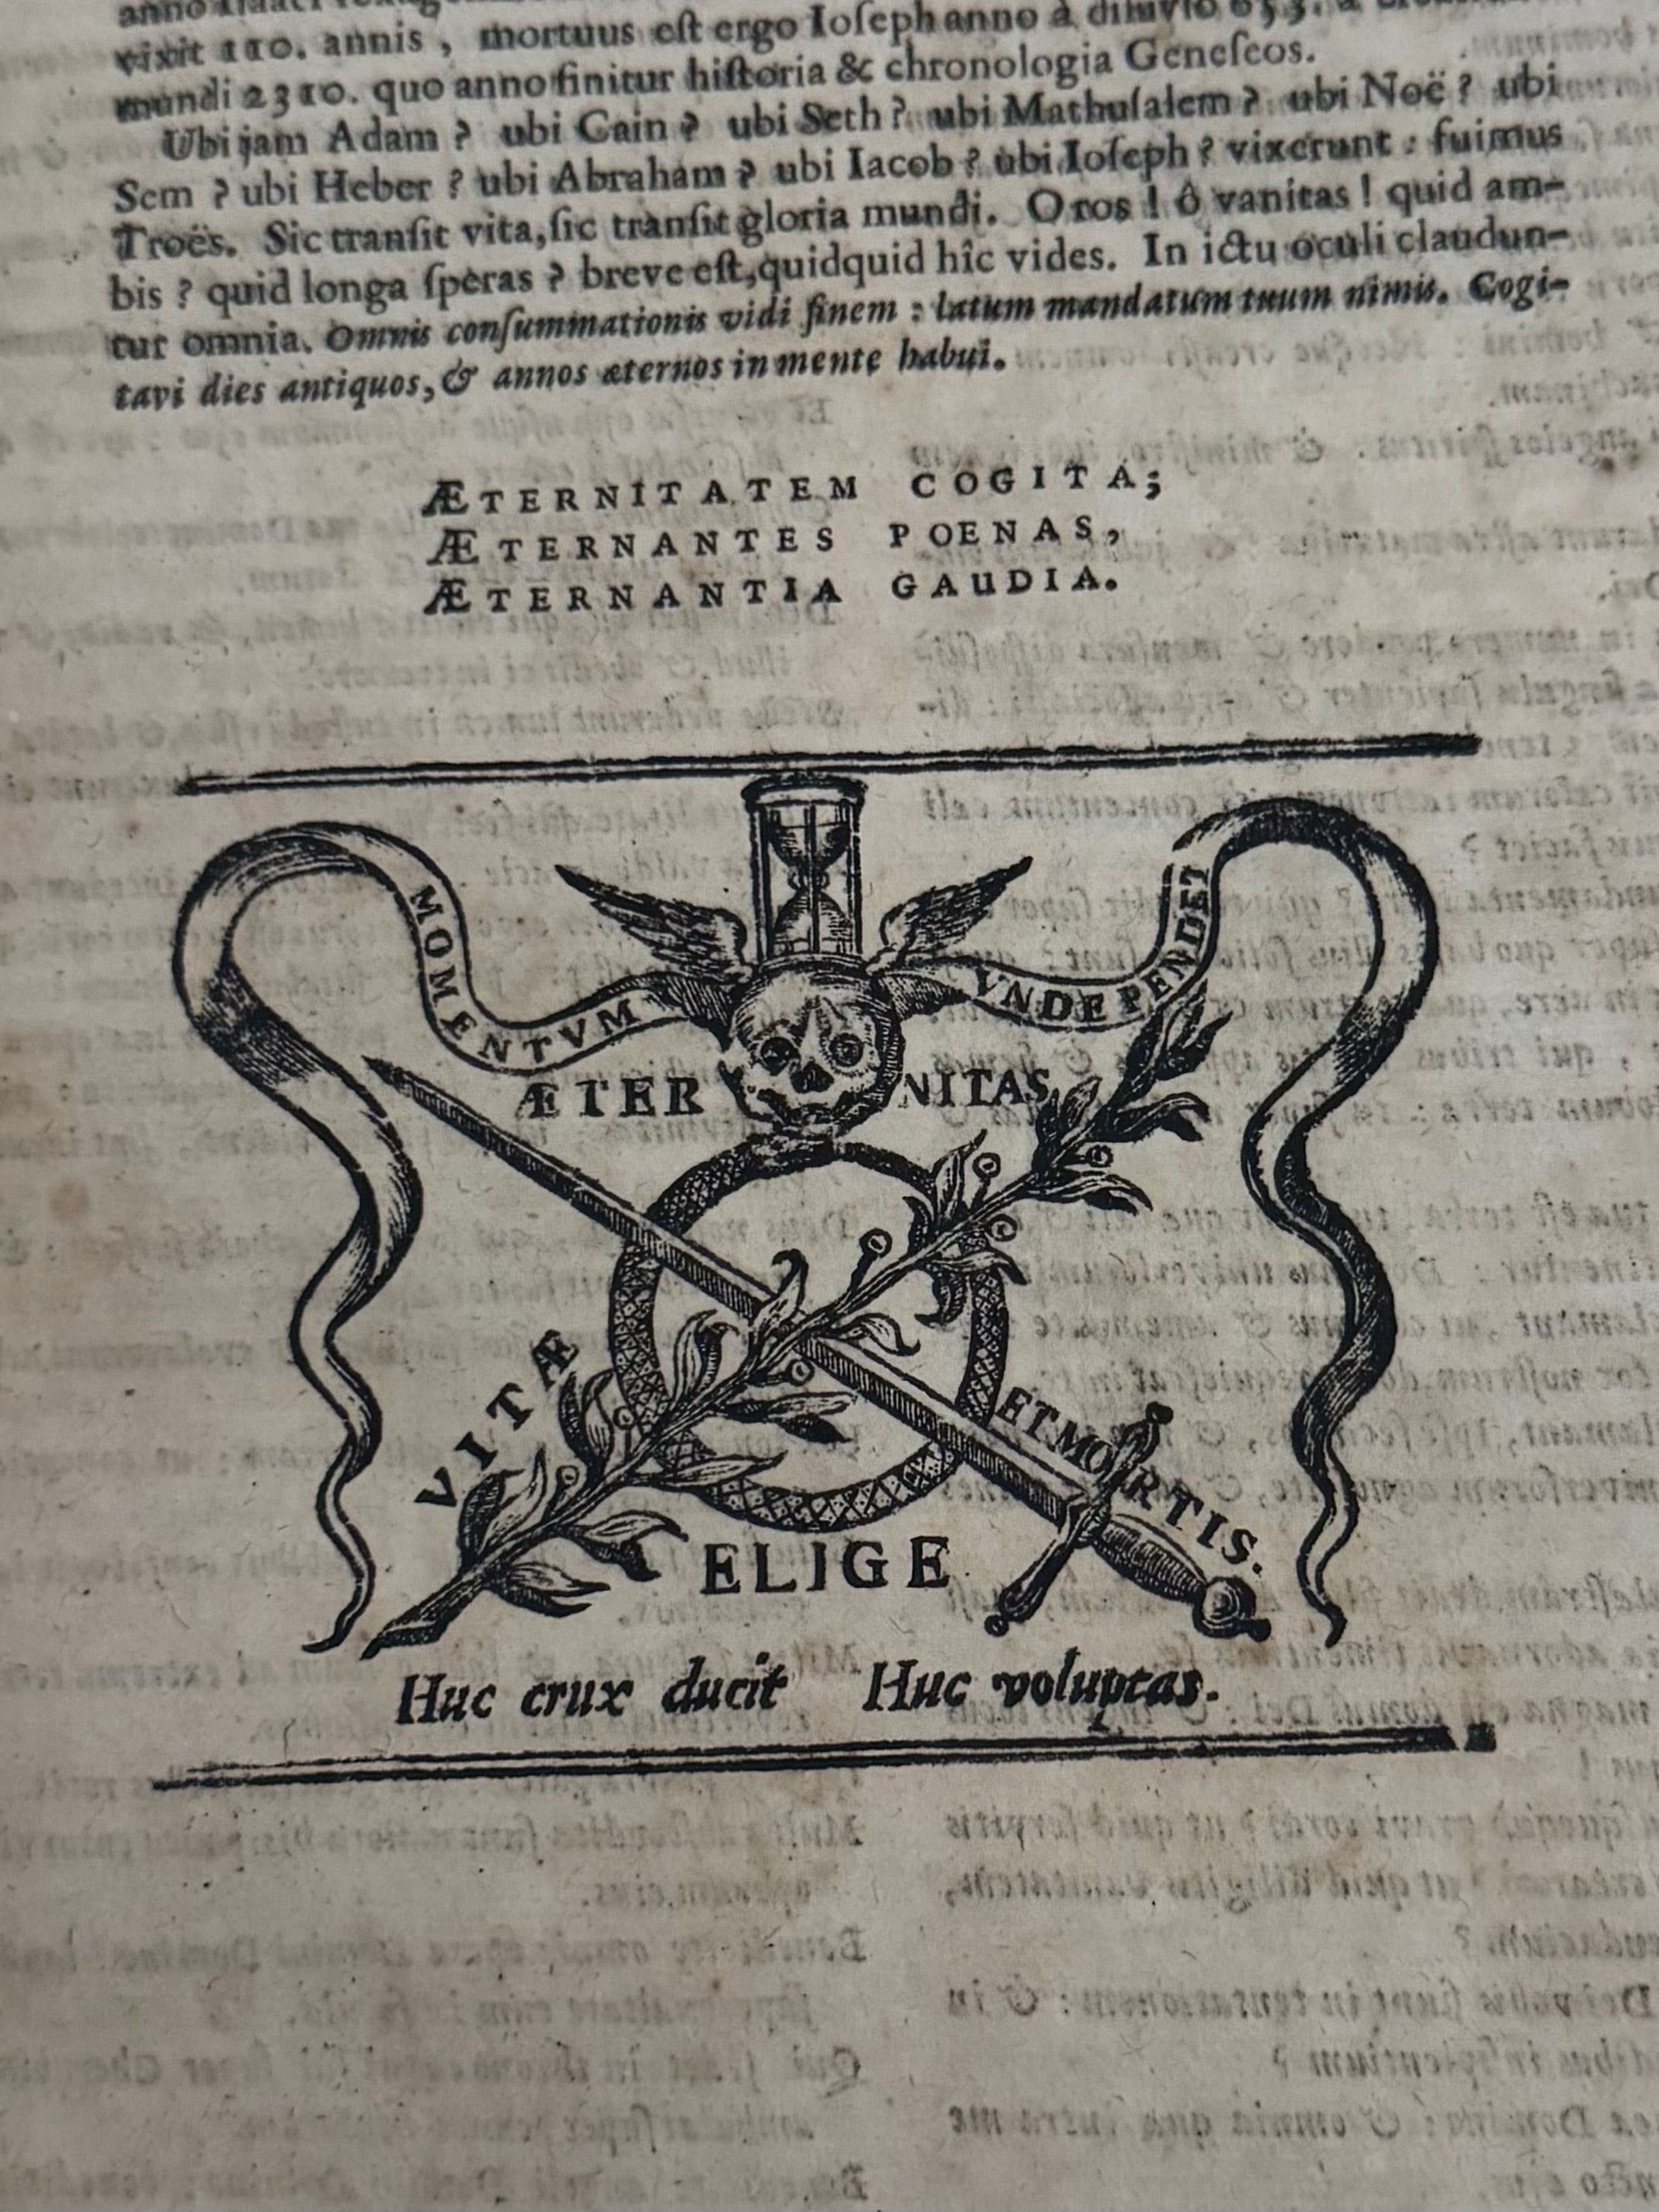 vixit 110. annis, mortuus eſt ergo Ioſeph anno à diluvio 653. à
mundi 2310. quo anno finitur hiſtoria & chronologia Geneſeos.
Ubi jam Adam? ubi Cain? ubi Seth? ubi Mathuſalem? ubi Noë? ubi
Sem? ubi Heber? ubi Abraham? ubi Iacob? ubi Ioſeph? vixerunt: fuimus
Troës. Sic tranſit vita, ſic tranſit gloria mundi. O ros! ô vanitas! quid am-
bis? quid longa ſperas? breve eſt, quidquid hîc vides. In ictu oculi claudun-
tur omnia. Omnis conſummationis vidi finem: latum mandatum tuum nimis. Cogi-
tavi dies antiquos, & annos æternos in mente habui.
ÆTERNITATEM COGITA;
ÆTERNANTES POENAS,
ÆTERNANTIA GAUDIA.
MOMENTVM VNDE PENDET
ÆTERNITAS
VITÆ ET MORTIS.
ELIGE
Huc crux ducit Huc voluptas.